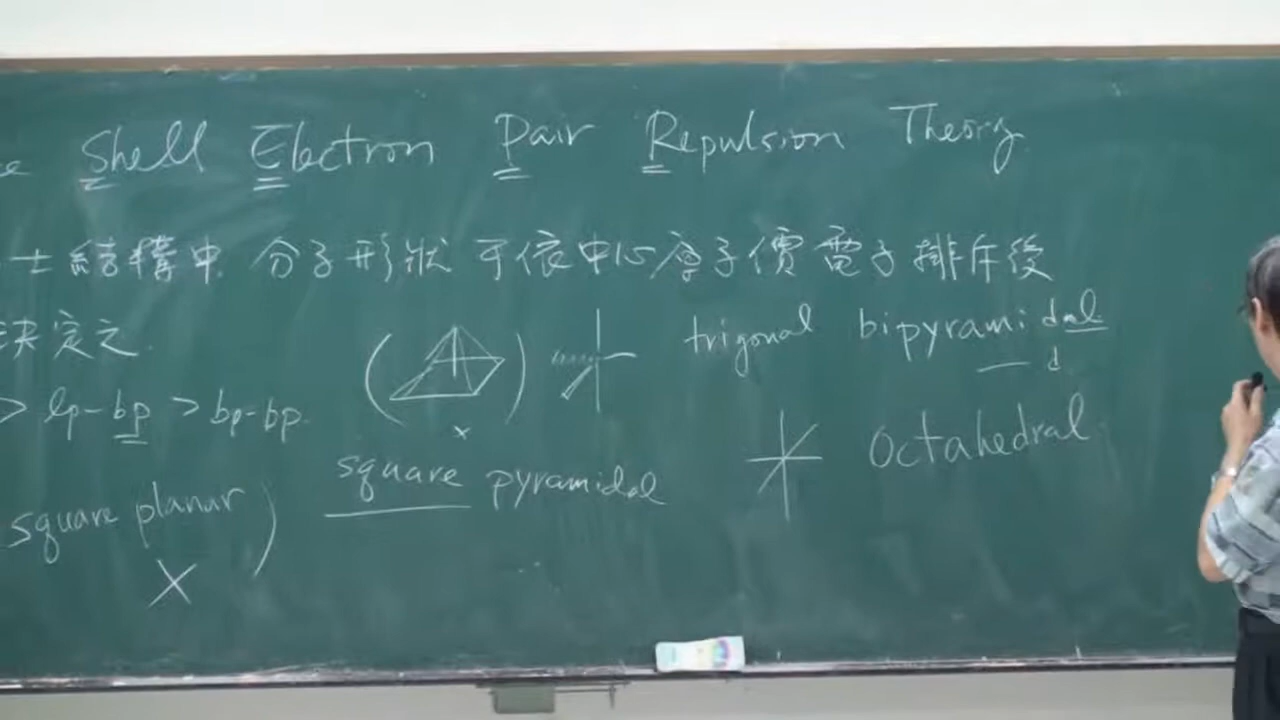 e Shell Electron Pair Repulsion Theory
士結構中 分子形狀 可依中心原子價電子排斥後
決定之.
trigonal bipyramidal
d
> lp-bp > bp-bp.
Octahedral
square planar)
square pyramidal